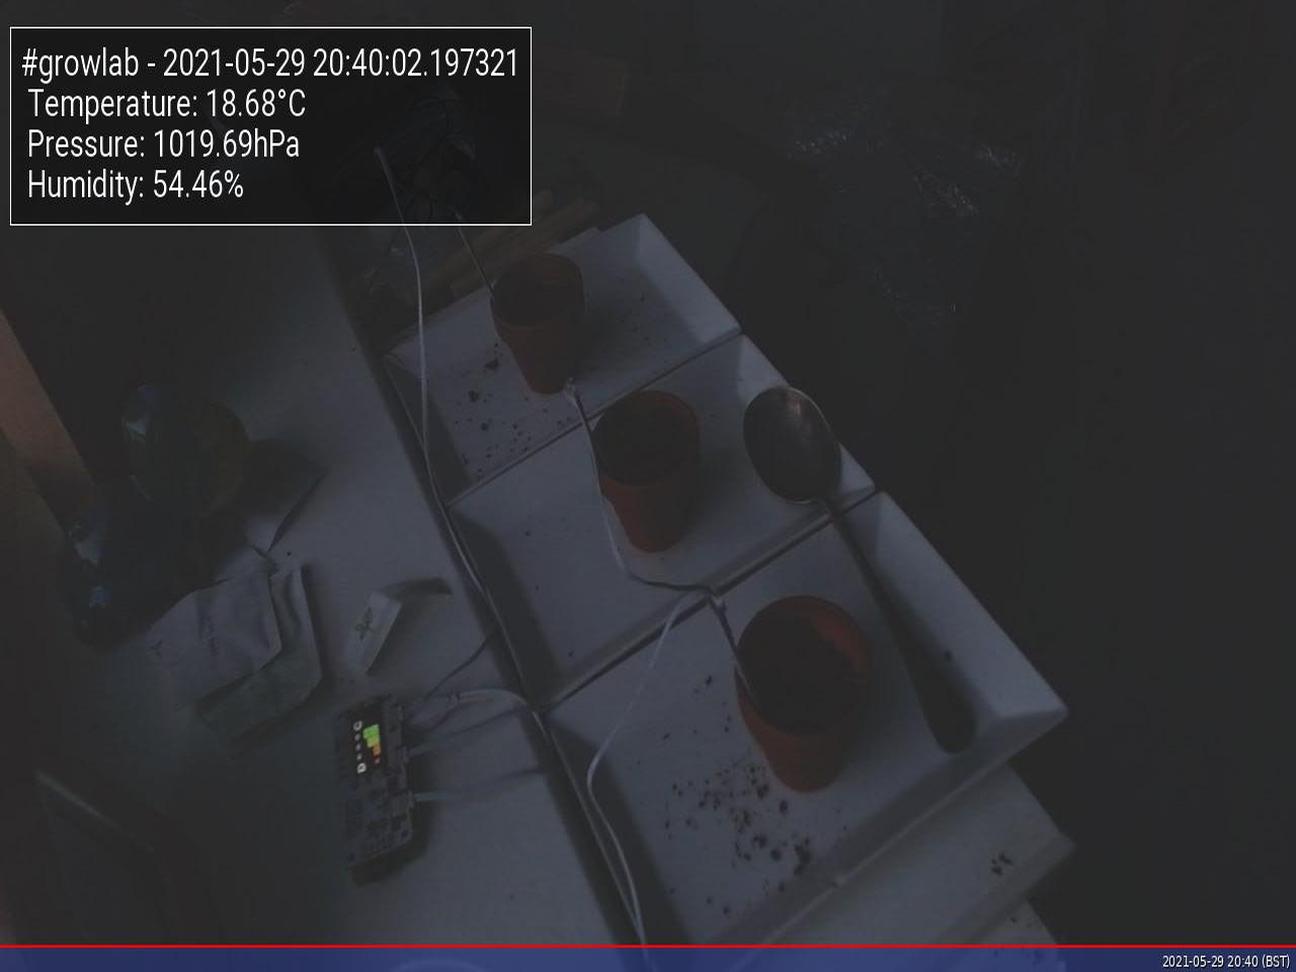 #growlab - 2021-05-29 20:40:02.197321
Temperature: 18.68°C
Pressure: 1019.69hPa
Humidity: 54.46%
2021-05-29 20:40 (BST)